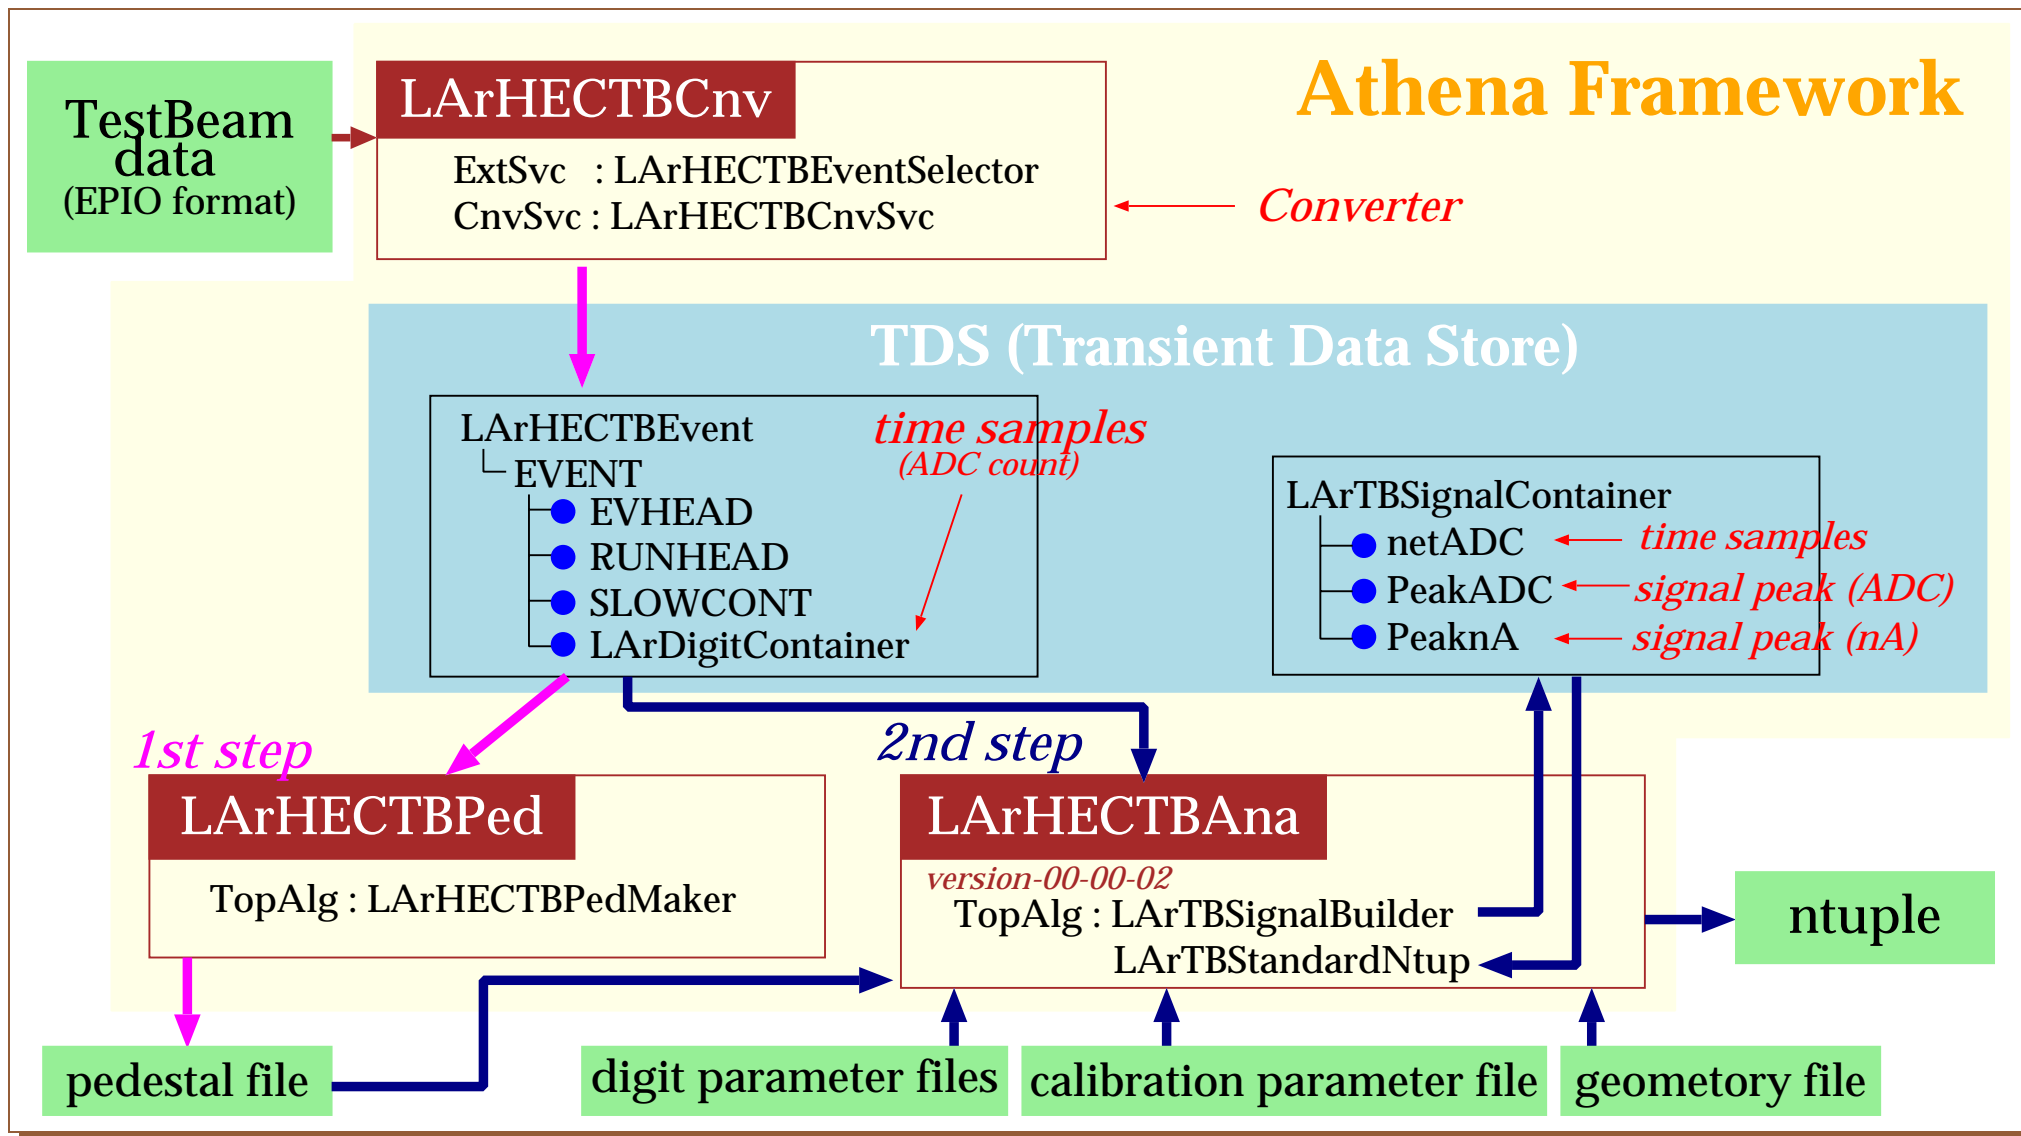 Athena Framework
TestBeam
data
(EPIO format)
LArHECTBCnv
ExtSvc : LArHECTBEventSelector
CnvSvc : LArHECTBCnvSvc
Converter
TDS (Transient Data Store)
LArHECTBEvent
EVENT
EVHEAD
RUNHEAD
SLOWCONT
LArDigitContainer
time samples
(ADC count)
LArTBSignalContainer
netADC
time samples
PeakADC
signal peak (ADC)
PeaknA
signal peak (nA)
1st step
LArHECTBPed
TopAlg : LArHECTBPedMaker
2nd step
LArHECTBAna
version-00-00-02
TopAlg : LArTBSignalBuilder
LArTBStandardNtup
ntuple
pedestal file
digit parameter files
calibration parameter file
geometory file